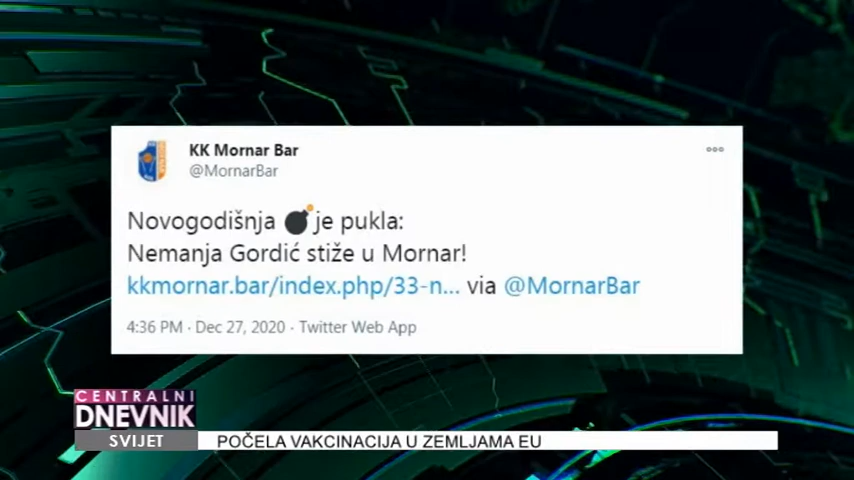 KK Mornar Bar
@MornarBar
Novogodišnja 💣je pukla:
Nemanja Gordić stiže u Mornar!
kkmornar.bar/index.php/33-n... via @MornarBar
4:36 PM · Dec 27, 2020 · Twitter Web App
CENTRALNI
DNEVNIK
SVIJET
POČELA VAKCINACIJA U ZEMLJAMA EU